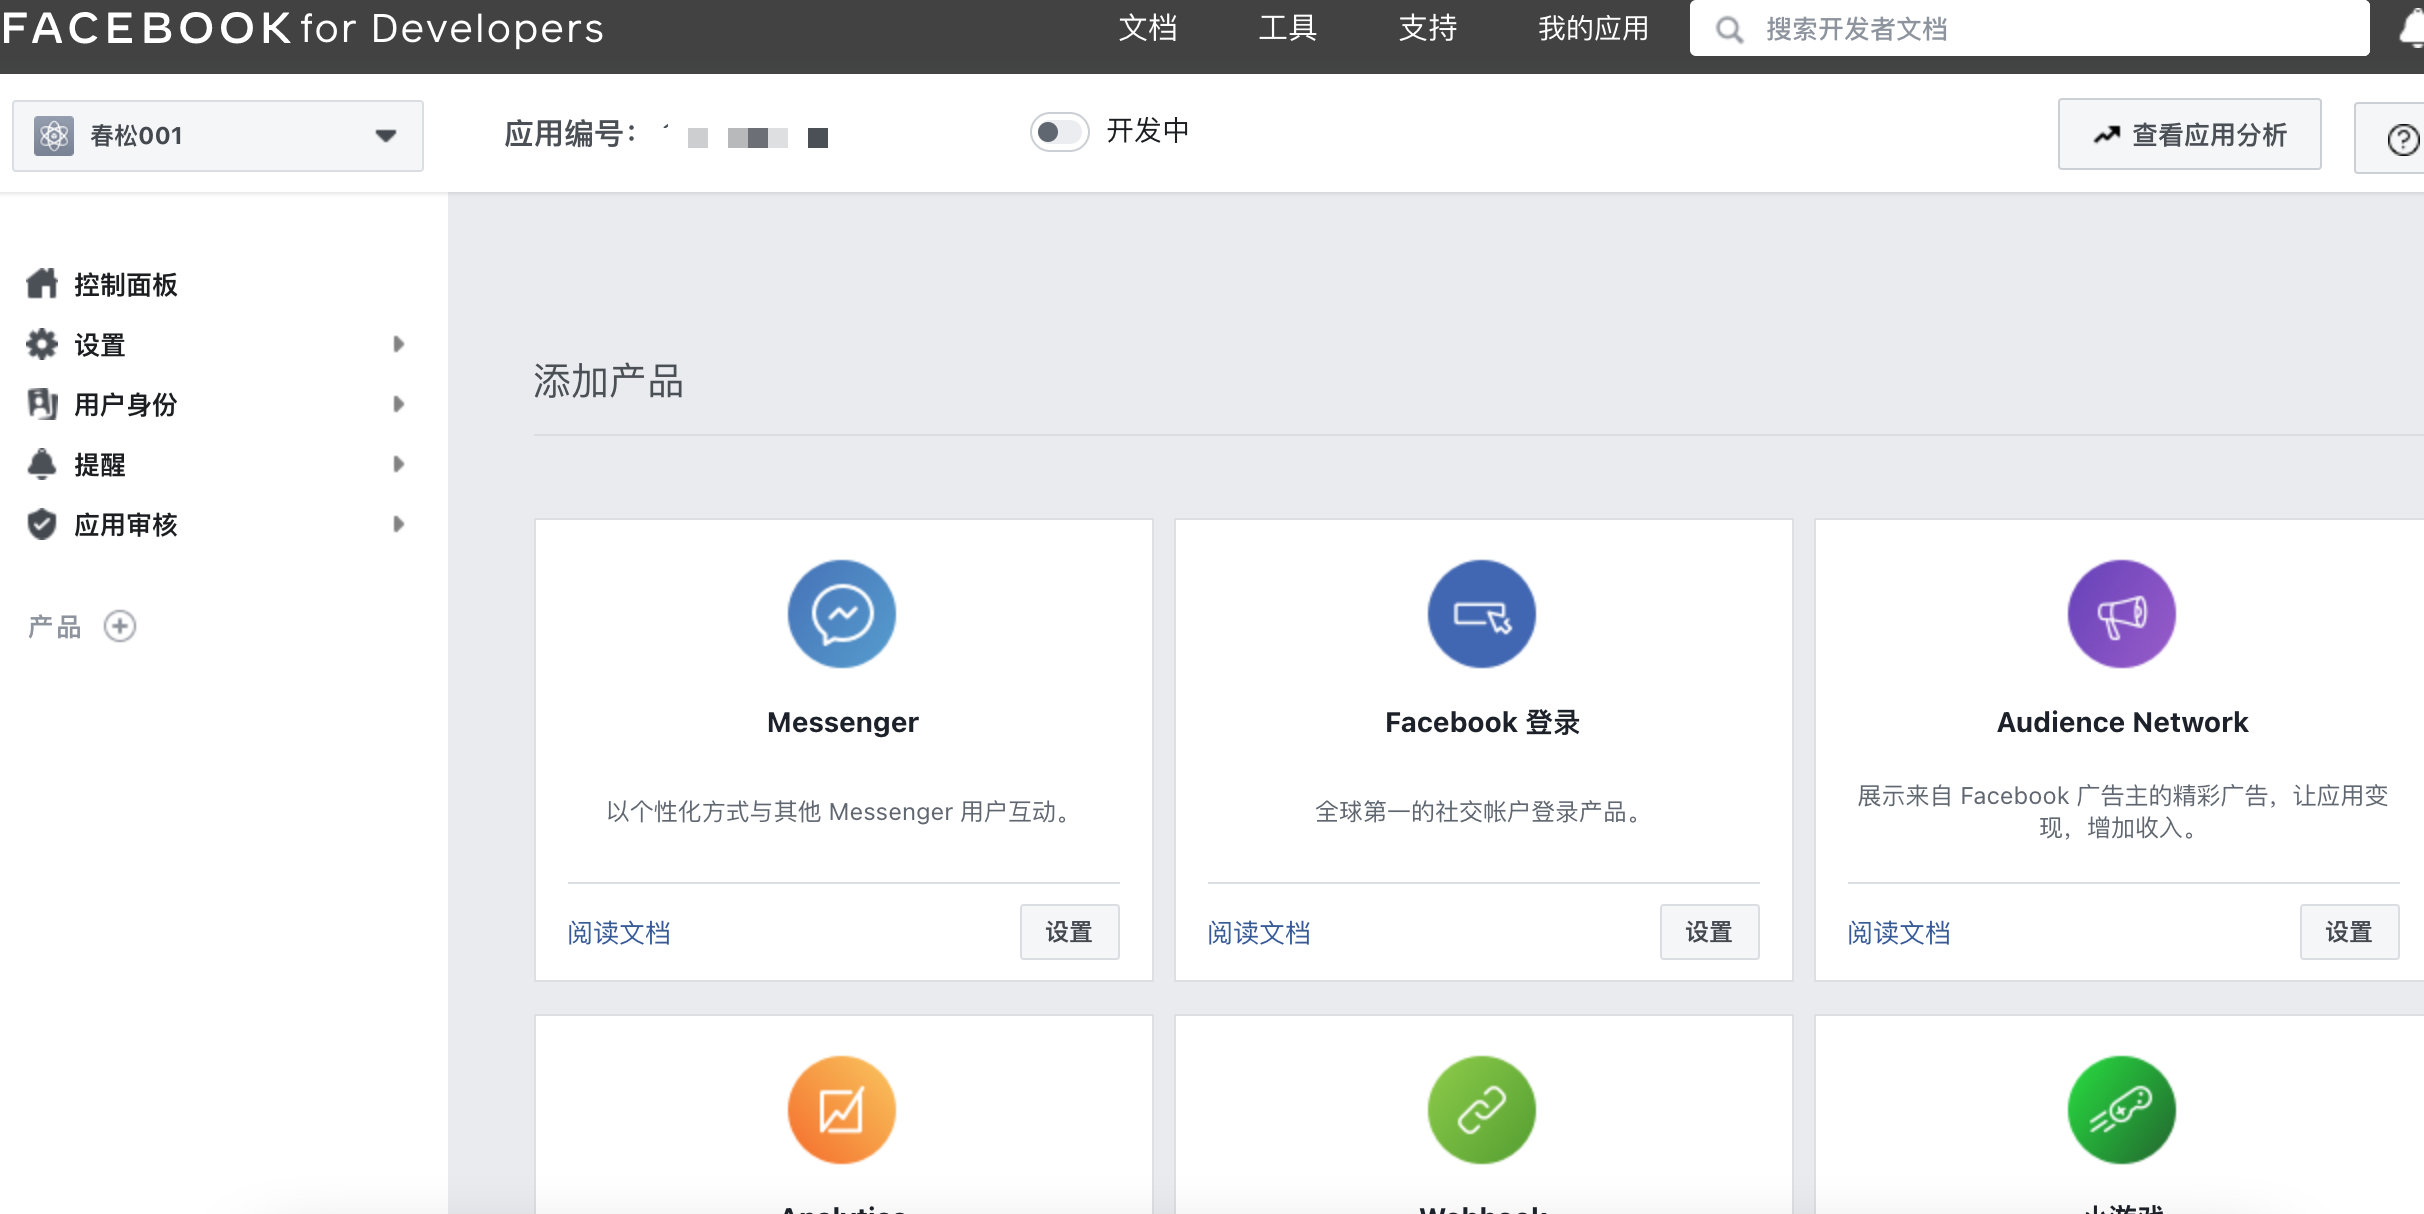 FACEBOOK for Developers
文档
工具
支持
我的应用
搜索开发者文档
春松001
应用编号：
开发中
查看应用分析
控制面板
设置
用户身份
提醒
应用审核
产品
添加产品
Messenger
以个性化方式与其他 Messenger 用户互动。
阅读文档
设置
Facebook 登录
全球第一的社交帐户登录产品。
阅读文档
设置
Audience Network
展示来自 Facebook 广告主的精彩广告，让应用变
现，增加收入。
阅读文档
设置
Analytics
Webhook
小游戏